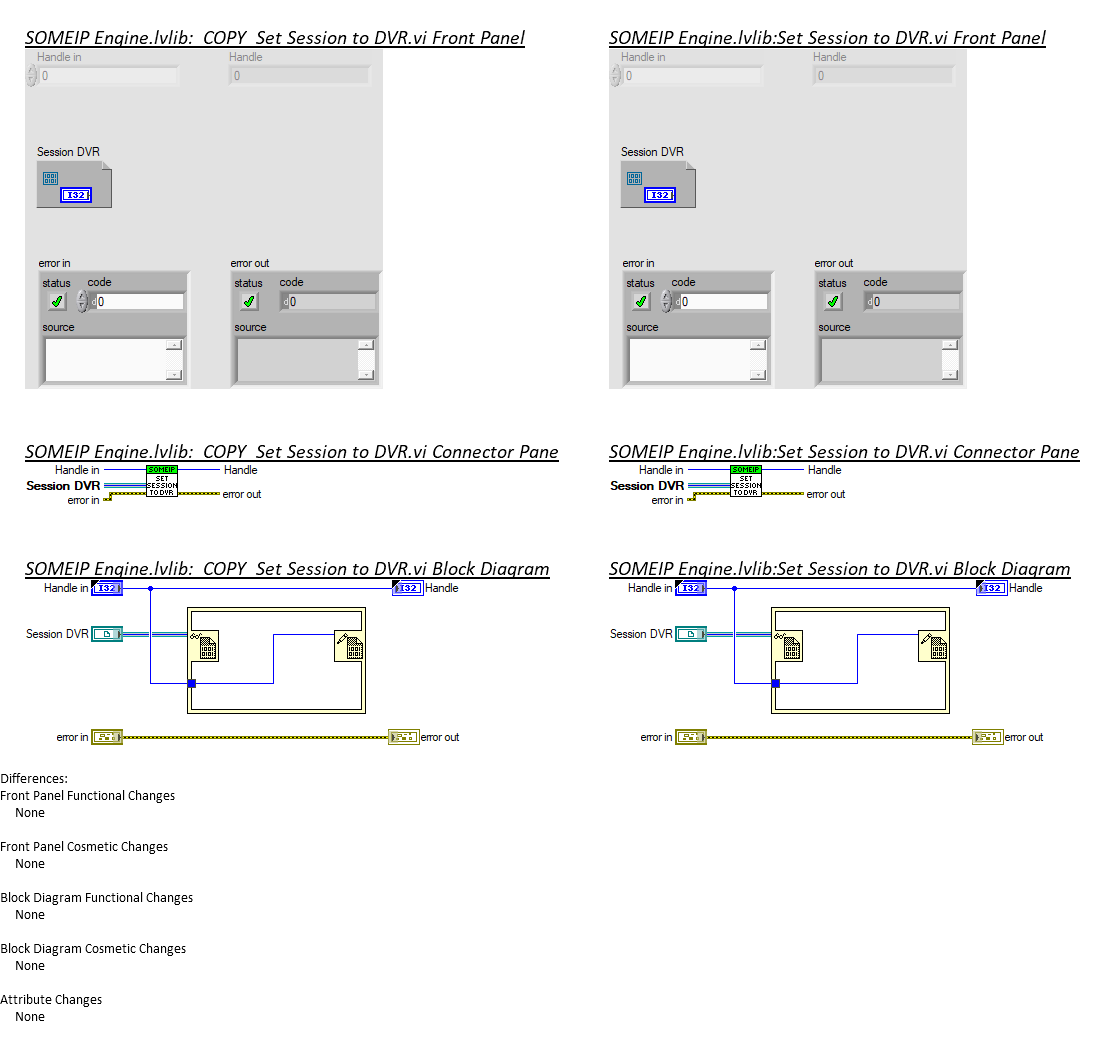 SOMEIP Engine.lvlib:  COPY  Set Session to DVR.vi Front Panel
Handle in
0
Handle
0
Session DVR
I32
error in
status
code
d 0
source
error out
status
code
d 0
source
SOMEIP Engine.lvlib:Set Session to DVR.vi Front Panel
Handle in
0
Handle
0
Session DVR
I32
error in
status
code
d 0
source
error out
status
code
d 0
source
SOMEIP Engine.lvlib:  COPY  Set Session to DVR.vi Connector Pane
Handle in
Session DVR
error in
SOMEIP
SET
SESSION
TO DVR
Handle
error out
SOMEIP Engine.lvlib:Set Session to DVR.vi Connector Pane
Handle in
Session DVR
error in
SOMEIP
SET
SESSION
TO DVR
Handle
error out
SOMEIP Engine.lvlib:  COPY  Set Session to DVR.vi Block Diagram
Handle in
I32
I32
Handle
Session DVR
error in
error out
SOMEIP Engine.lvlib:Set Session to DVR.vi Block Diagram
Handle in
I32
I32
Handle
Session DVR
error in
error out
Differences:
Front Panel Functional Changes
None
Front Panel Cosmetic Changes
None
Block Diagram Functional Changes
None
Block Diagram Cosmetic Changes
None
Attribute Changes
None